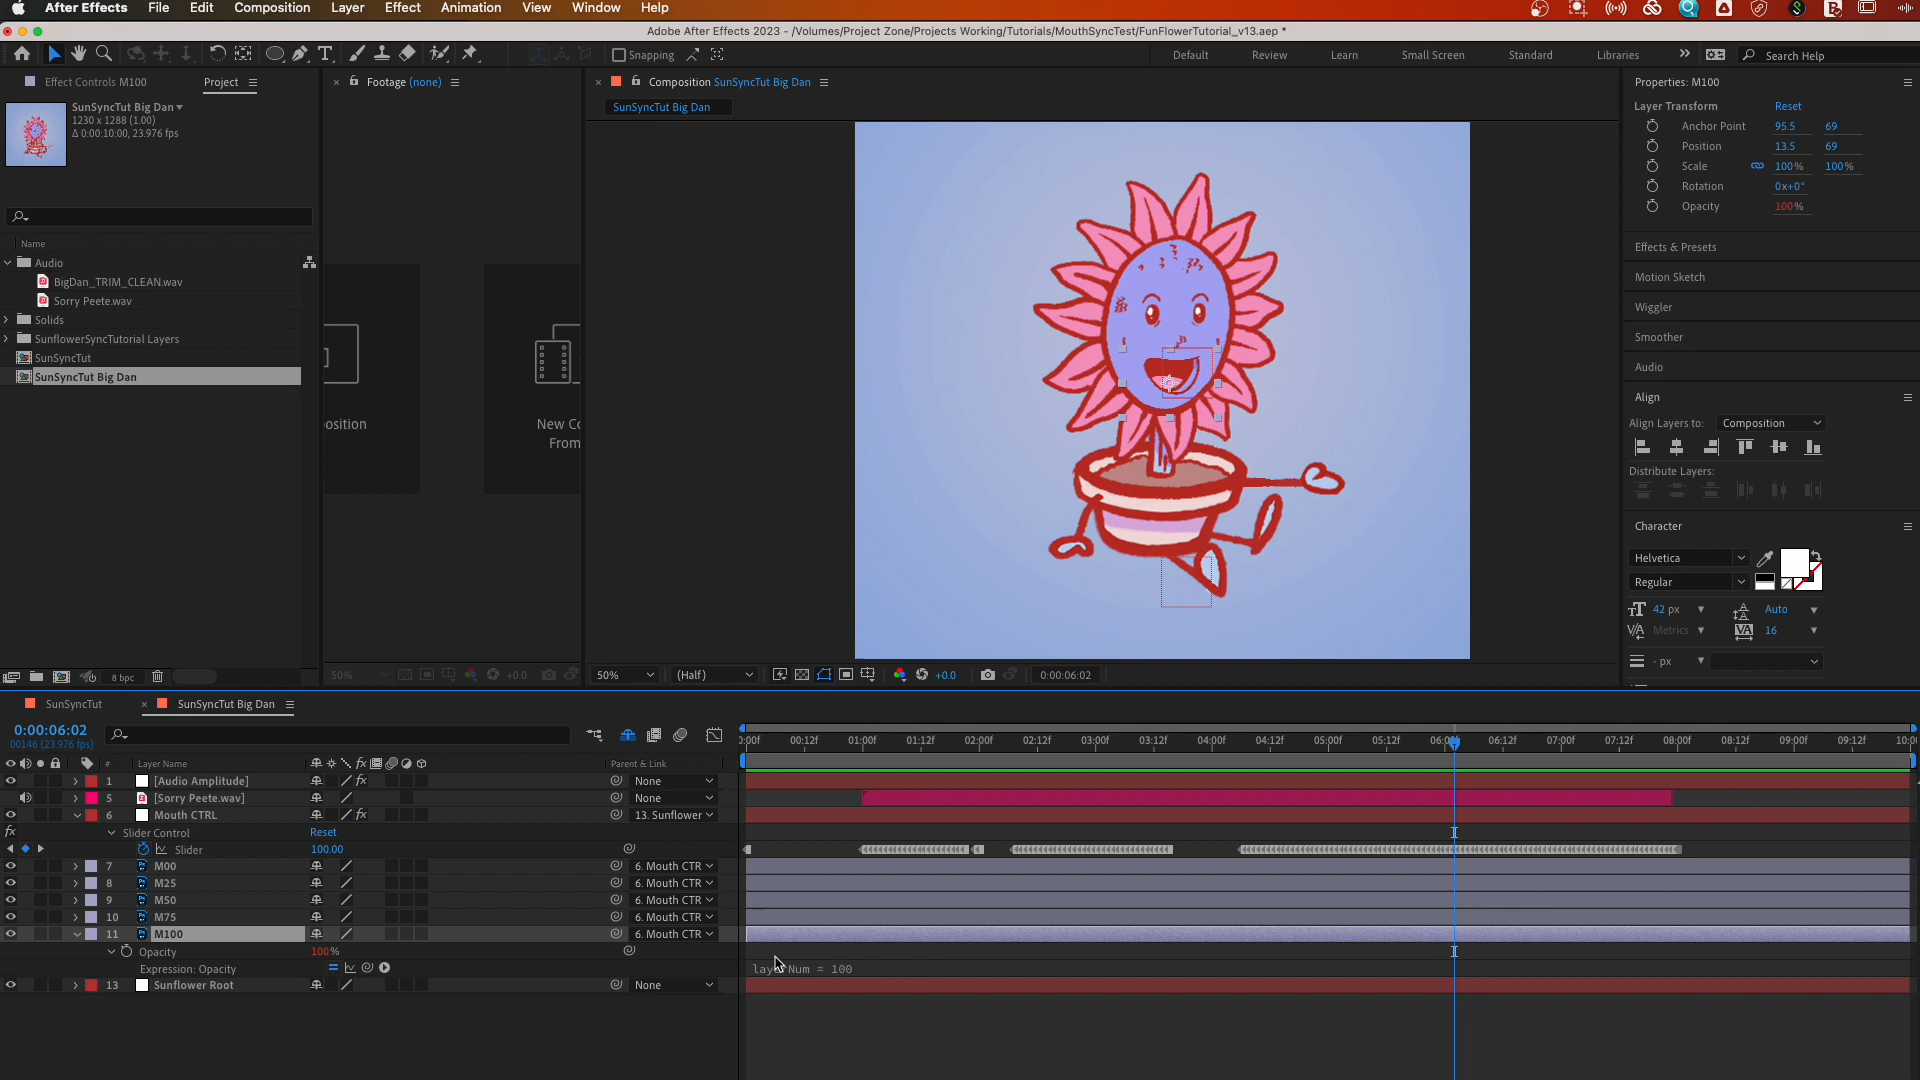 After Effects File Edit Composition Layer Effect Animation View Window Help
Adobe After Effects 2023 - /Volumes/Project Zone/Projects Working/Tutorials/MouthSyncTest/FunFlowerTutorial_v13.aep *
Snapping Default Review Learn Small Screen Standard Libraries Search Help
Effect Controls M100 Project Footage (none) Composition SunSyncTut Big Dan Properties: M100
SunSyncTut Big Dan
1230 x 1288 (1.00)
Δ 0:00:10:00, 23.976 fps
SunSyncTut Big Dan
Name
Audio
BigDan_TRIM_CLEAN.wav
Sorry Peete.wav
Solids
SunflowerSyncTutorial Layers
SunSyncTut
SunSyncTut Big Dan
8 bpc
osition
New Co
From
50% +0.0
50% (Half) +0.0 0:00:06:02
Layer Transform Reset
Anchor Point 95.5 69
Position 13.5 69
Scale 100% 100%
Rotation 0x+0°
Opacity 100%
Effects & Presets
Motion Sketch
Wiggler
Smoother
Audio
Align
Align Layers to: Composition
Distribute Layers:
Character
Helvetica
Regular
42 px Auto
Metrics 16
- px
SunSyncTut SunSyncTut Big Dan
0:00:06:02
00146 (23.976 fps)
:00f 00:12f 01:00f 01:12f 02:00f 02:12f 03:00f 03:12f 04:00f 04:12f 05:00f 05:12f 06:00f 06:12f 07:00f 07:12f 08:00f 08:12f 09:00f 09:12f 10:0
# Layer Name Parent & Link
1 [Audio Amplitude] None
5 [Sorry Peete.wav] None
6 Mouth CTRL 13. Sunflower
Slider Control Reset
Slider 100.00
7 M00 6. Mouth CTR
8 M25 6. Mouth CTR
9 M50 6. Mouth CTR
10 M75 6. Mouth CTR
11 M100 6. Mouth CTR
Opacity 100%
Expression: Opacity layerNum = 100
13 Sunflower Root None